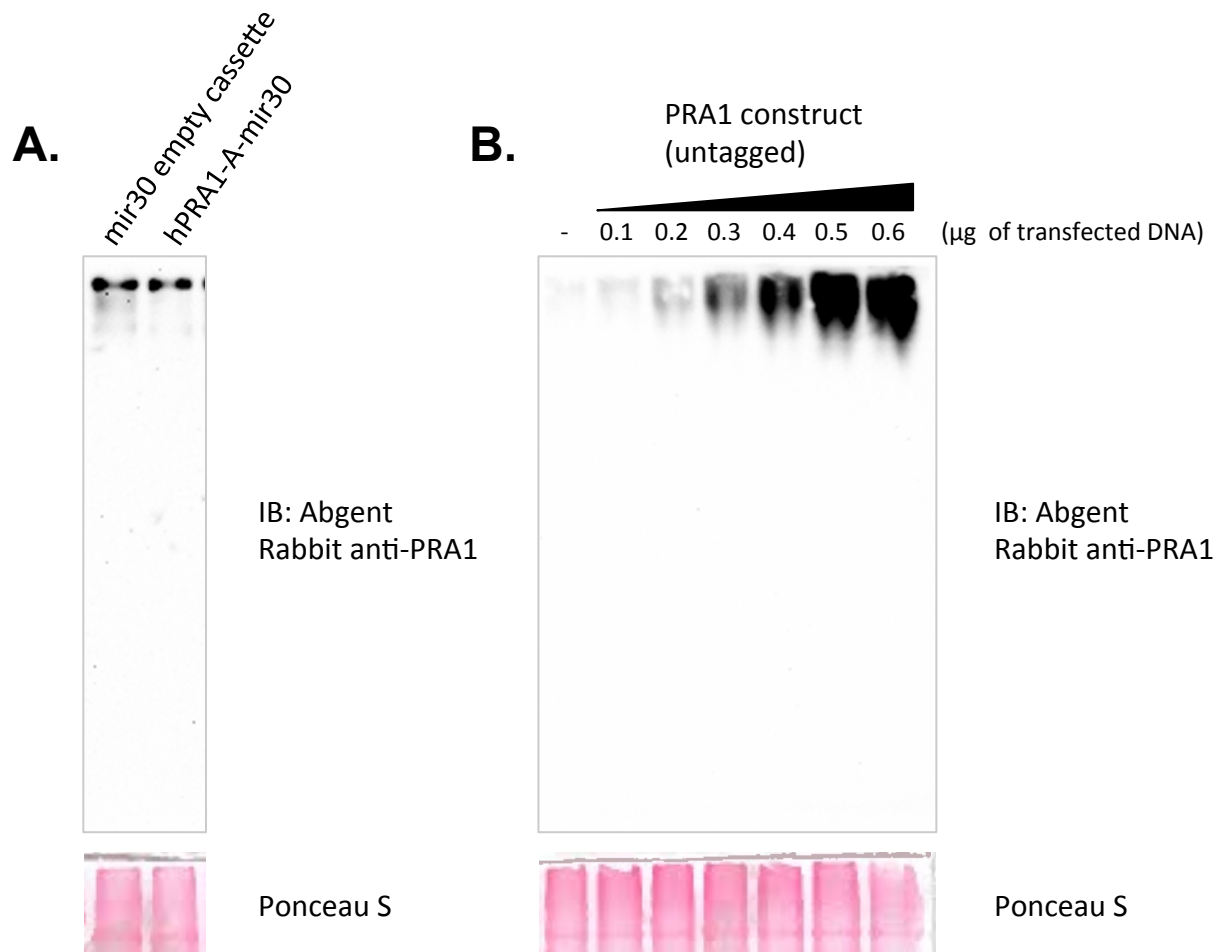 A.
mir30 empty cassette
hPRA1-A-mir30
IB: Abgent
Rabbit anti-PRA1
Ponceau S
B.
PRA1 construct
(untagged)
- 0.1 0.2 0.3 0.4 0.5 0.6 (µg of transfected DNA)
IB: Abgent
Rabbit anti-PRA1
Ponceau S